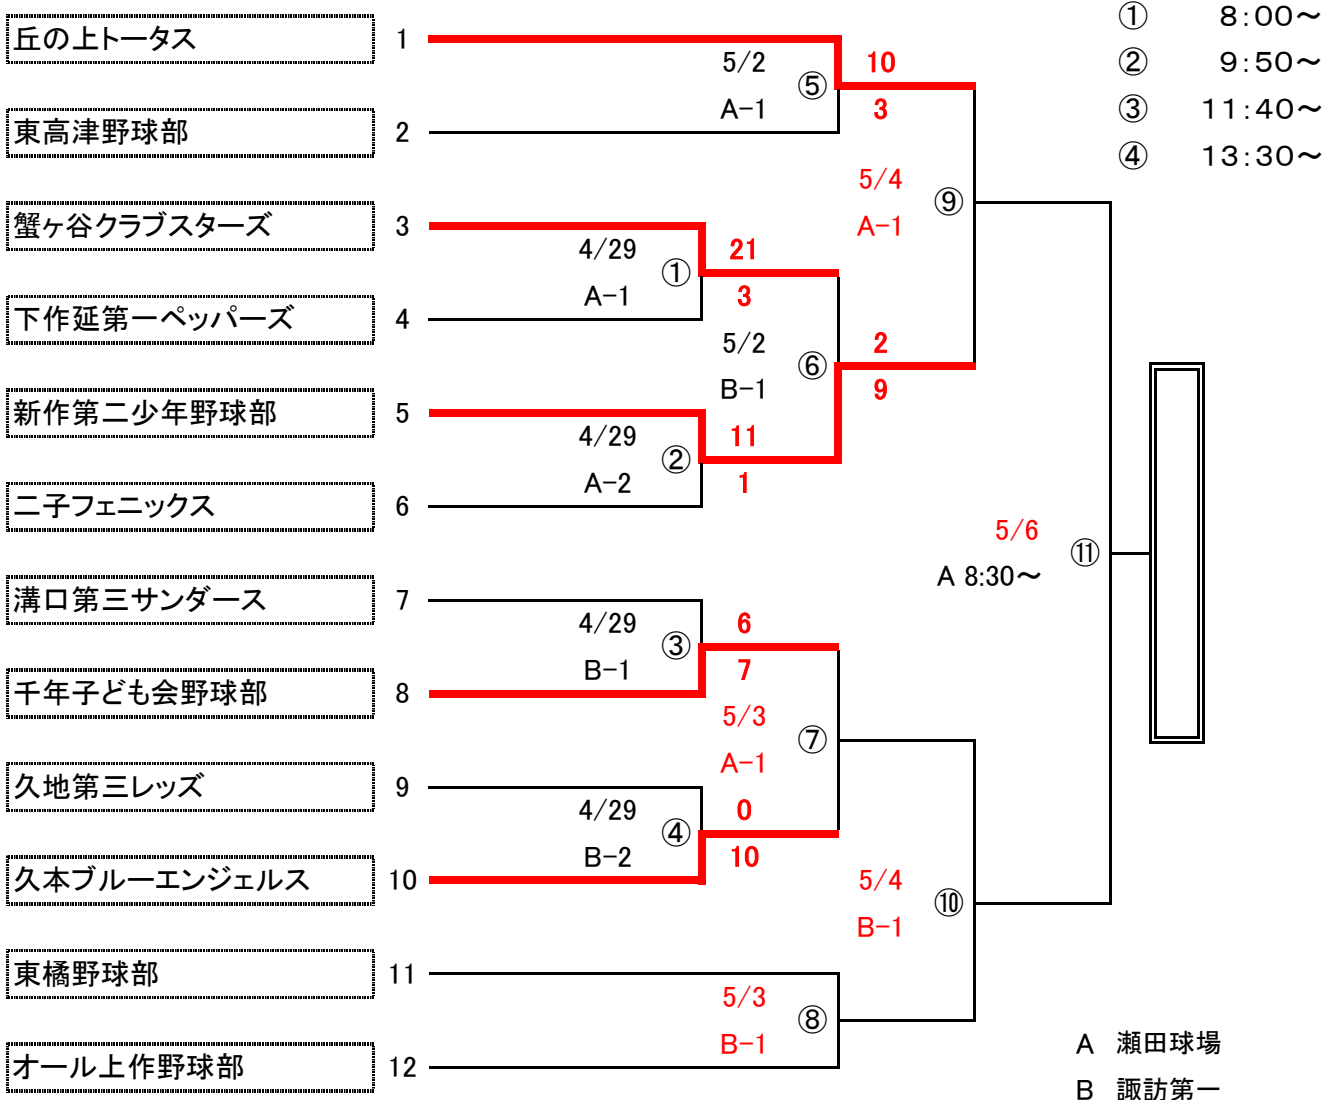 ① 8:00～
丘の上トータス 1
5/2 10
② 9:50～
⑤
A-1 3
③ 11:40～
東高津野球部 2
④ 13:30～
5/4
⑨
蟹ヶ谷クラブスターズ 3
A-1
4/29 21
①
A-1 3
下作延第一ペッパーズ 4
5/2 2
⑥
B-1 9
新作第二少年野球部 5
4/29 11
②
A-2 1
二子フェニックス 6
5/6
⑪
A 8:30～
溝口第三サンダース 7
4/29 6
③
B-1 7
千年子ども会野球部 8
5/3
⑦
A-1
久地第三レッズ 9
4/29 0
④
B-2 10
久本ブルーエンジェルス 10
5/4
⑩
B-1
東橘野球部 11
5/3
⑧
B-1
オール上作野球部 12
A 瀬田球場
B 諏訪第一